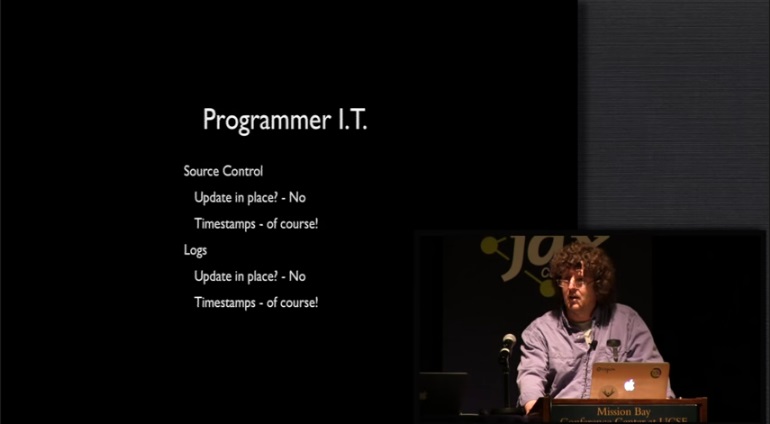 Programmer I.T.
Source Control
Update in place? - No
Timestamps - of course!
Logs
Update in place? - No
Timestamps - of course!
jax
Mission Bay
Conference Center at UCSF